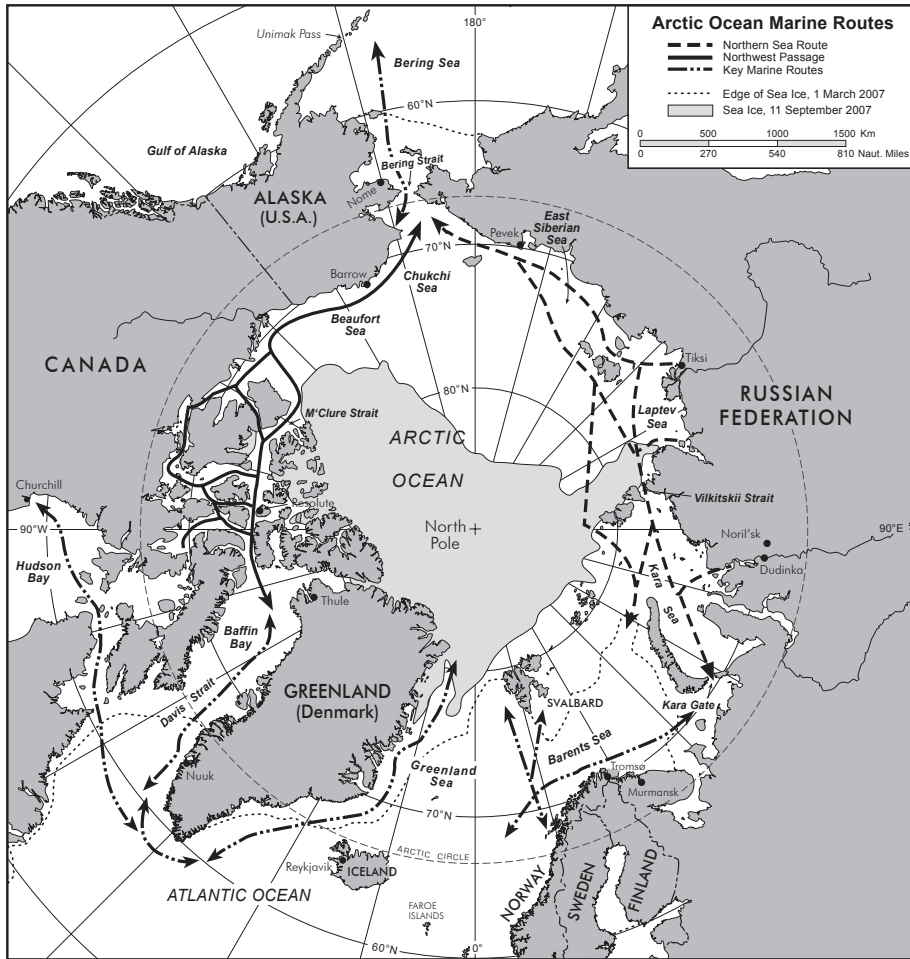 Arctic Ocean Marine Routes
Northern Sea Route
Northwest Passage
Key Marine Routes
Edge of Sea Ice, 1 March 2007
Sea Ice, 11 September 2007
0 500 1000 1500 Km
0 270 540 810 Naut. Miles
180°
Unimak Pass
Bering Sea
60°N
Gulf of Alaska
Bering Strait
ALASKA
(U.S.A.)
Nome
East
Siberian
Sea
Pevek
70°N
Barrow
Chukchi
Sea
Beaufort
Sea
CANADA
Tiksi
80°N
RUSSIAN
FEDERATION
M'Clure Strait
Laptev
Sea
ARCTIC
OCEAN
Churchill
Vilkitskii Strait
Resolute
90°W
North
Pole
90°E
Noril'sk
Dudinka
Hudson
Bay
Kara
Sea
Thule
Baffin
Bay
GREENLAND
(Denmark)
SVALBARD
Kara Gate
Davis Strait
Barents Sea
Greenland
Sea
Tromsø
Murmansk
Nuuk
70°N
ARCTIC CIRCLE
Reykjavik
ICELAND
ATLANTIC OCEAN
FAROE
ISLANDS
NORWAY
SWEDEN
FINLAND
60°N
0°